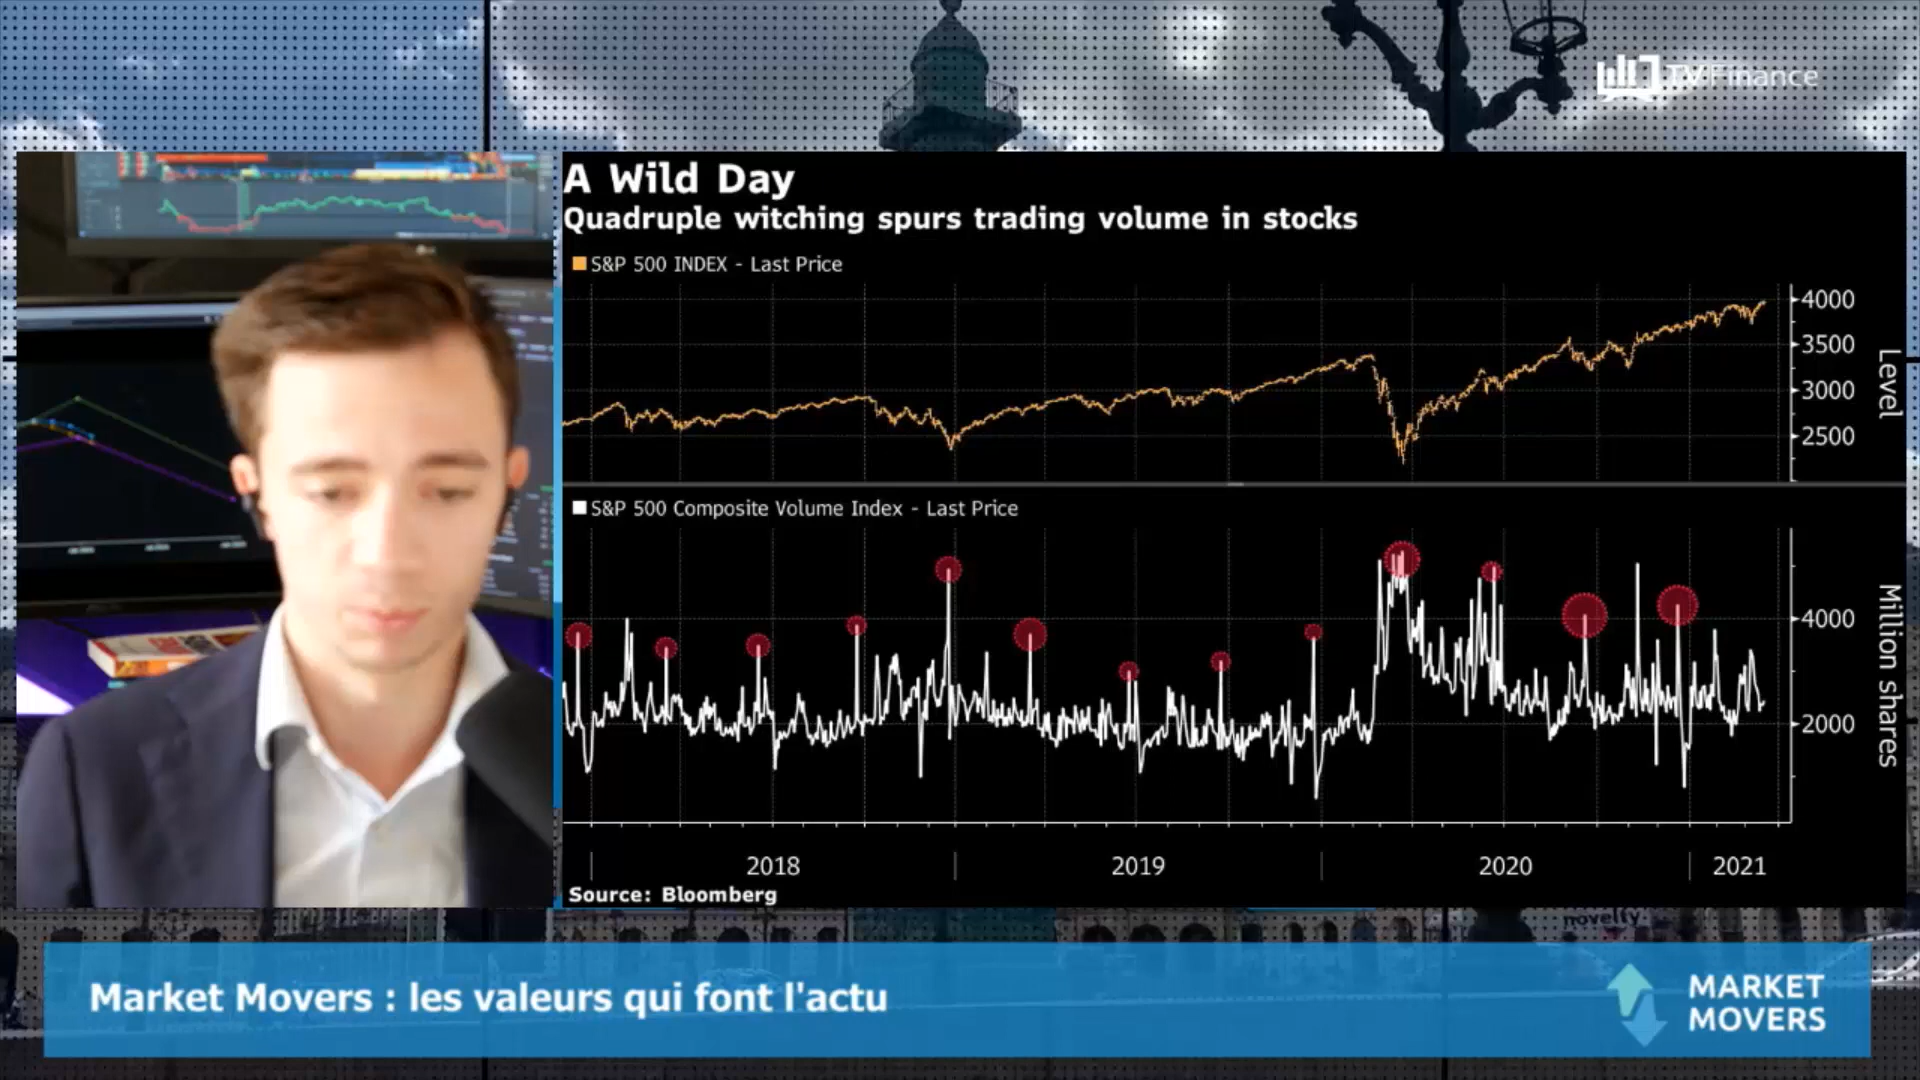 TVFinance
A Wild Day
Quadruple witching spurs trading volume in stocks
S&P 500 INDEX - Last Price
4000
3500
3000
2500
Level
S&P 500 Composite Volume Index - Last Price
4000
2000
Million shares
2018 2019 2020 2021
Source: Bloomberg
novelty
Market Movers : les valeurs qui font l'actu
MARKET
MOVERS